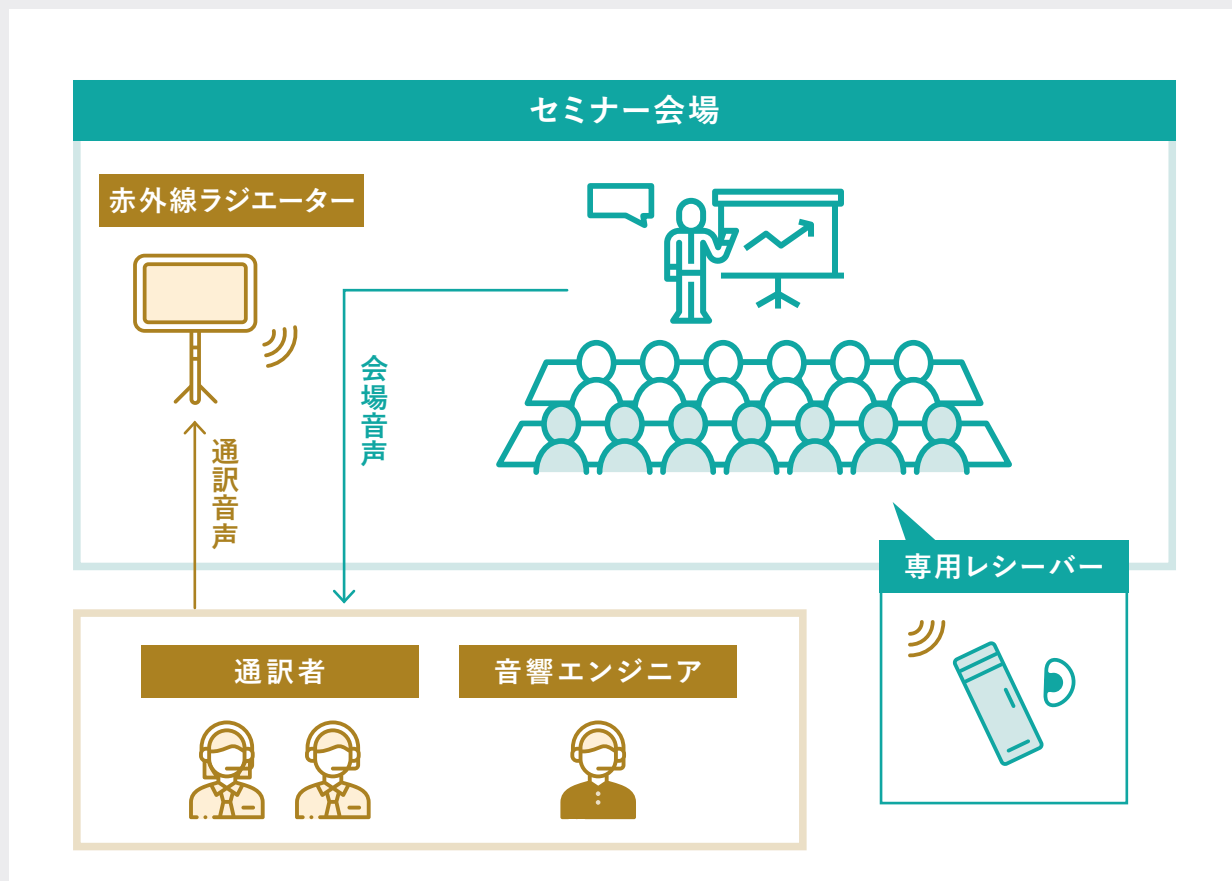 セミナー会場
赤外線ラジエーター
会場音声
通訳音声
専用レシーバー
通訳者
音響エンジニア